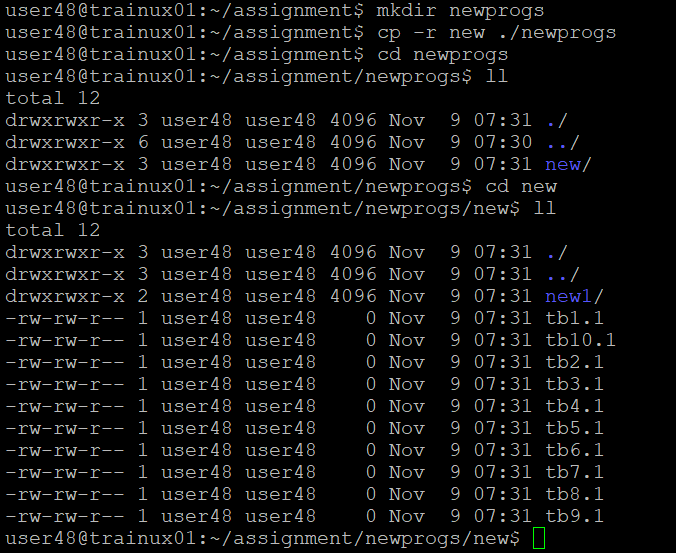 user48@trainux01:~/assignment$ mkdir newprogs
user48@trainux01:~/assignment$ cp -r new ./newprogs
user48@trainux01:~/assignment$ cd newprogs
user48@trainux01:~/assignment/newprogs$ ll
total 12
drwxrwxr-x 3 user48 user48 4096 Nov  9 07:31 ./
drwxrwxr-x 6 user48 user48 4096 Nov  9 07:30 ../
drwxrwxr-x 3 user48 user48 4096 Nov  9 07:31 new/
user48@trainux01:~/assignment/newprogs$ cd new
user48@trainux01:~/assignment/newprogs/new$ ll
total 12
drwxrwxr-x 3 user48 user48 4096 Nov  9 07:31 ./
drwxrwxr-x 3 user48 user48 4096 Nov  9 07:31 ../
drwxrwxr-x 2 user48 user48 4096 Nov  9 07:31 new1/
-rw-rw-r-- 1 user48 user48    0 Nov  9 07:31 tb1.1
-rw-rw-r-- 1 user48 user48    0 Nov  9 07:31 tb10.1
-rw-rw-r-- 1 user48 user48    0 Nov  9 07:31 tb2.1
-rw-rw-r-- 1 user48 user48    0 Nov  9 07:31 tb3.1
-rw-rw-r-- 1 user48 user48    0 Nov  9 07:31 tb4.1
-rw-rw-r-- 1 user48 user48    0 Nov  9 07:31 tb5.1
-rw-rw-r-- 1 user48 user48    0 Nov  9 07:31 tb6.1
-rw-rw-r-- 1 user48 user48    0 Nov  9 07:31 tb7.1
-rw-rw-r-- 1 user48 user48    0 Nov  9 07:31 tb8.1
-rw-rw-r-- 1 user48 user48    0 Nov  9 07:31 tb9.1
user48@trainux01:~/assignment/newprogs/new$